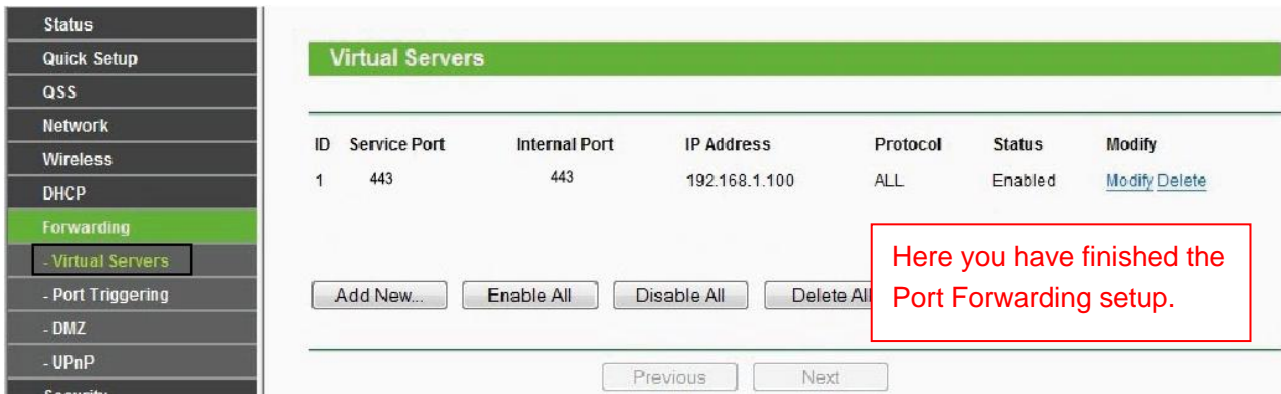 Status
Quick Setup
QSS
Network
Wireless
DHCP
Forwarding
- Virtual Servers
- Port Triggering
- DMZ
- UPnP
Security
Virtual Servers
ID Service Port Internal Port IP Address Protocol Status Modify
1 443 443 192.168.1.100 ALL Enabled Modify Delete
Add New... Enable All Disable All Delete All
Here you have finished the
Port Forwarding setup.
Previous Next